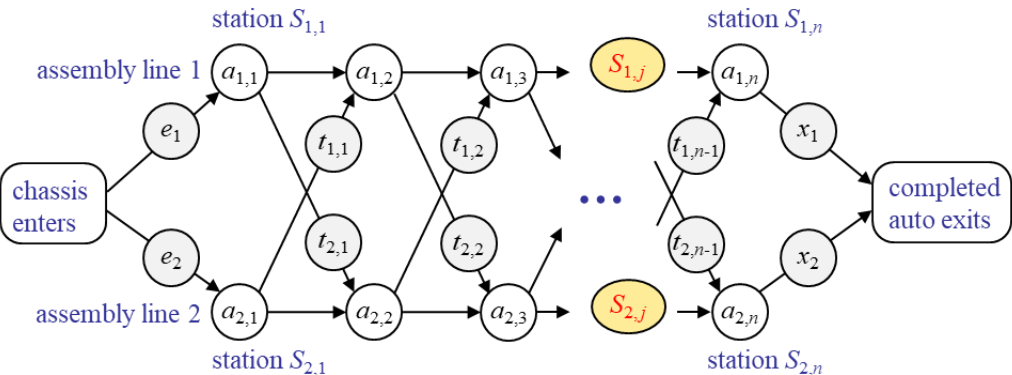 station S1,1
station S1,n
assembly line 1
a1,1
a1,2
a1,3
S1,j
a1,n
e1
t1,1
t1,2
t1,n-1
x1
chassis
enters
...
completed
auto exits
e2
t2,1
t2,2
t2,n-1
x2
assembly line 2
a2,1
a2,2
a2,3
S2,j
a2,n
station S2,1
station S2,n